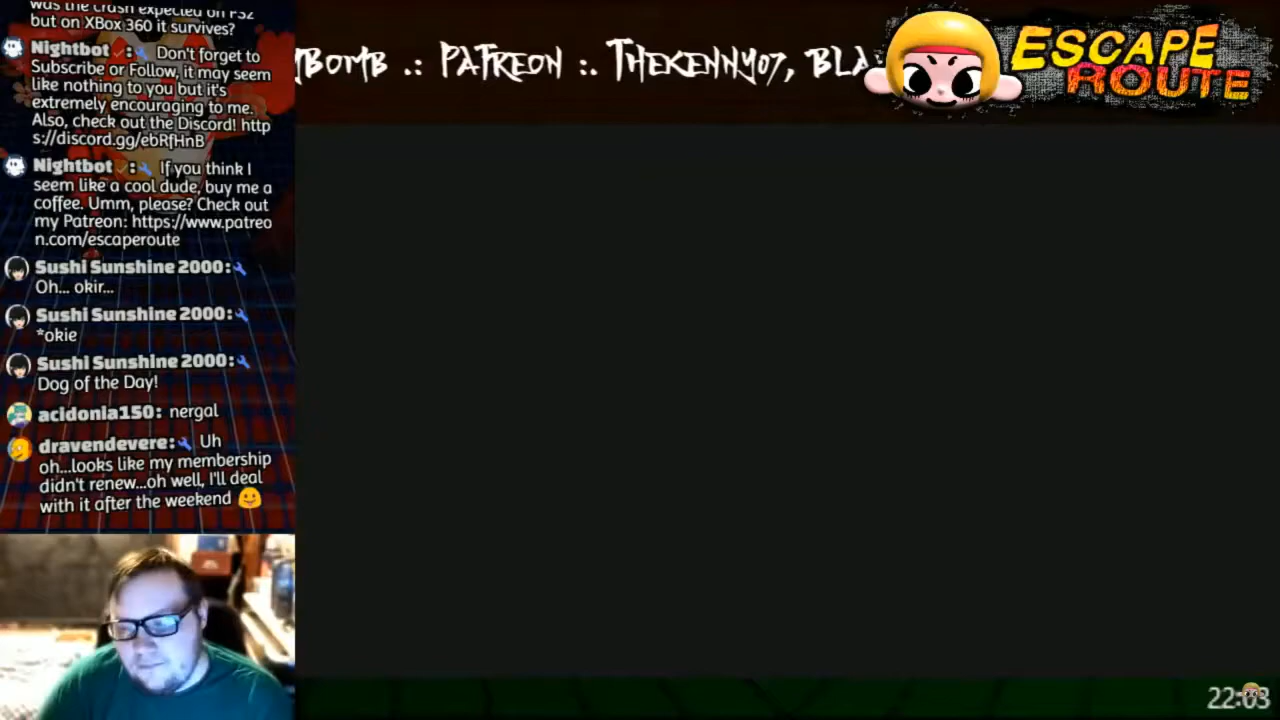 was the crash expected on PS2
but on XBox 360 it survives?
Nightbot : Don't forget to
Subscribe or Follow, it may seem
like nothing to you but it's
extremely encouraging to me.
Also, check out the Discord! http
s://discord.gg/ebRfHnB
Nightbot : If you think I
seem like a cool dude, buy me a
coffee. Umm, please? Check out
my Patreon: https://www.patreo
n.com/escaperoute
Sushi Sunshine 2000:
Oh... okir...
Sushi Sunshine 2000:
*okie
Sushi Sunshine 2000:
Dog of the Day!
acidonia150: nergal
dravendevere: Uh
oh...looks like my membership
didn't renew...oh well, I'll deal
with it after the weekend
Bomb .: Patreon :. Thekenny07, Bla
ESCAPE
ROUTE
22:03